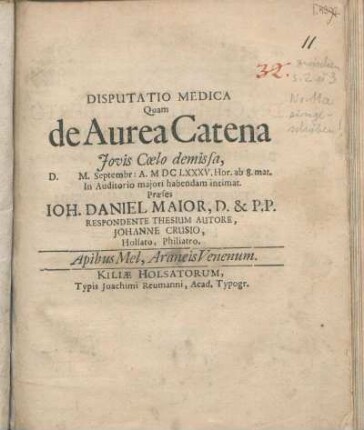 11
32.
DISPUTATIO MEDICA
Quam
de Aurea Catena
Jovis Cœlo demissa,
D. M. Septembr: A. M DC LXXXV. Hor. ab 8. mat.
In Auditorio majori habendam intimat.
Præses
IOH. DANIEL MAIOR, D. & P.P.
RESPONDENTE THESIUM AUTORE,
JOHANNE CRUSIO,
Holsato, Philiatro.
Apibus Mel, Araneis Venenum.
KILIÆ HOLSATORUM,
Typis Joachimi Reumanni, Acad. Typogr.